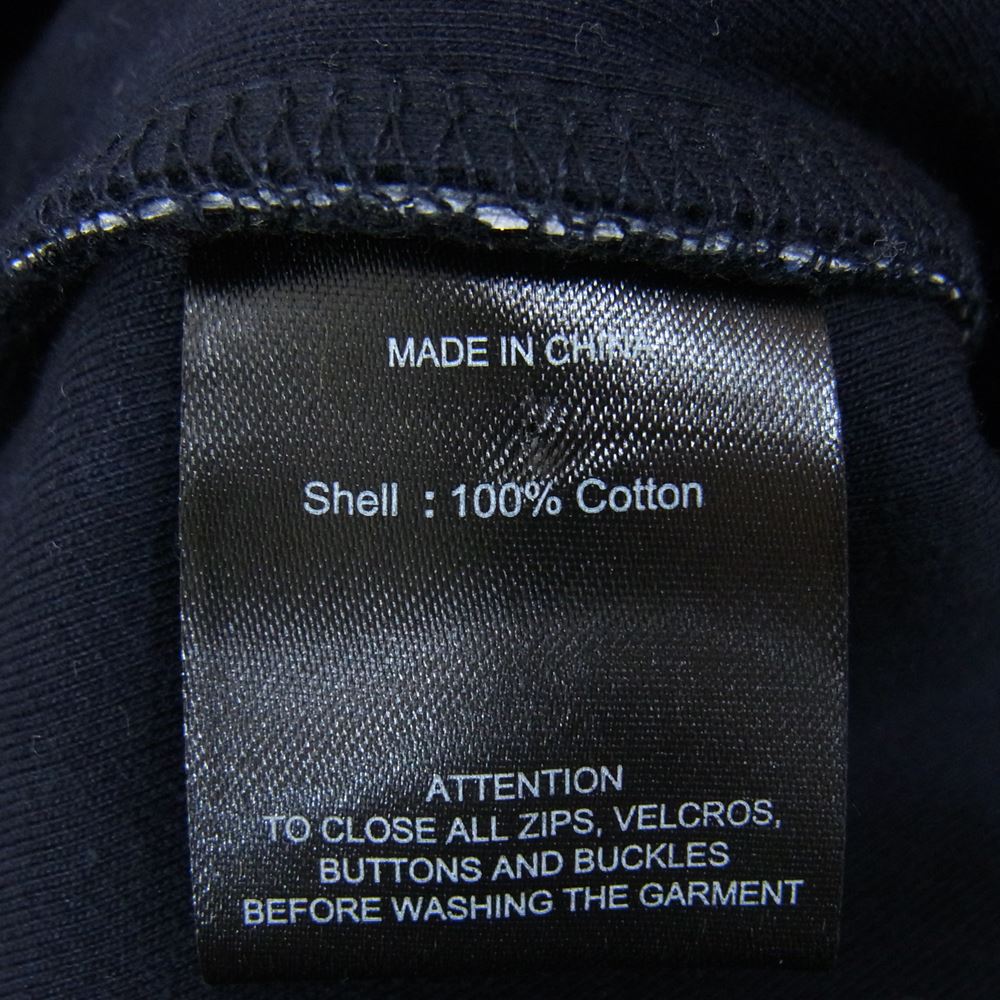 MADE IN CHINA
Shell : 100% Cotton
ATTENTION
TO CLOSE ALL ZIPS, VELCROS,
BUTTONS AND BUCKLES
BEFORE WASHING THE GARMENT